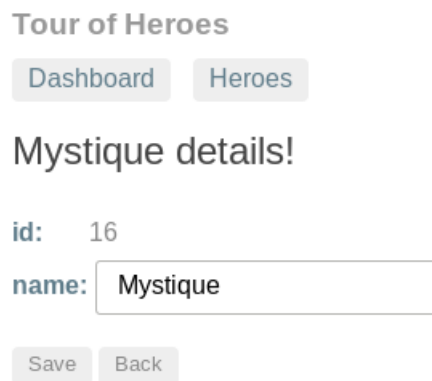 Tour of Heroes
Dashboard Heroes
Mystique details!
id: 16
name: Mystique
Save Back